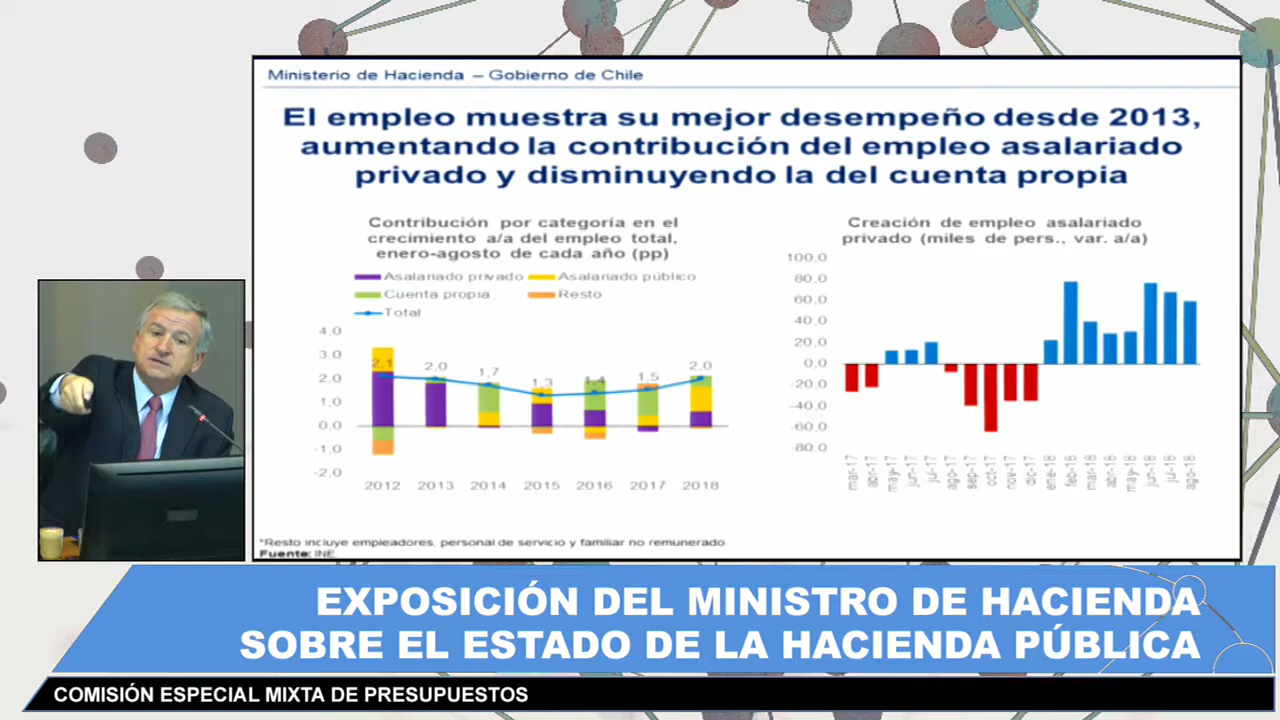 Ministerio de Hacienda – Gobierno de Chile
El empleo muestra su mejor desempeño desde 2013,
aumentando la contribución del empleo asalariado
privado y disminuyendo la del cuenta propia
Contribución por categoría en el
crecimiento a/a del empleo total,
enero-agosto de cada año (pp)
Asalariado privado Asalariado público
Cuenta propia Resto
Total
4,0
3,0
2,0
1,0
0,0
-1,0
-2,0
2,1 2,0 1,7 1,3 1,4 1,5 2,0
2013 2014 2015 2016 2017 2018
Creación de empleo asalariado
privado (miles de pers., var. a/a)
100,0
80,0
60,0
40,0
20,0
0,0
-20,0
-40,0
-60,0
-80,0
mar-17 abr-17 may-17 jun-17 jul-17 ago-17 sep-17 oct-17 nov-17 dic-17 ene-18 feb-18 mar-18 abr-18 may-18 jun-18 jul-18 ago-18
*Resto incluye empleadores, personal de servicio y familiar no remunerado.
Fuente: INE.
EXPOSICIÓN DEL MINISTRO DE HACIENDA
SOBRE EL ESTADO DE LA HACIENDA PÚBLICA
COMISIÓN ESPECIAL MIXTA DE PRESUPUESTOS